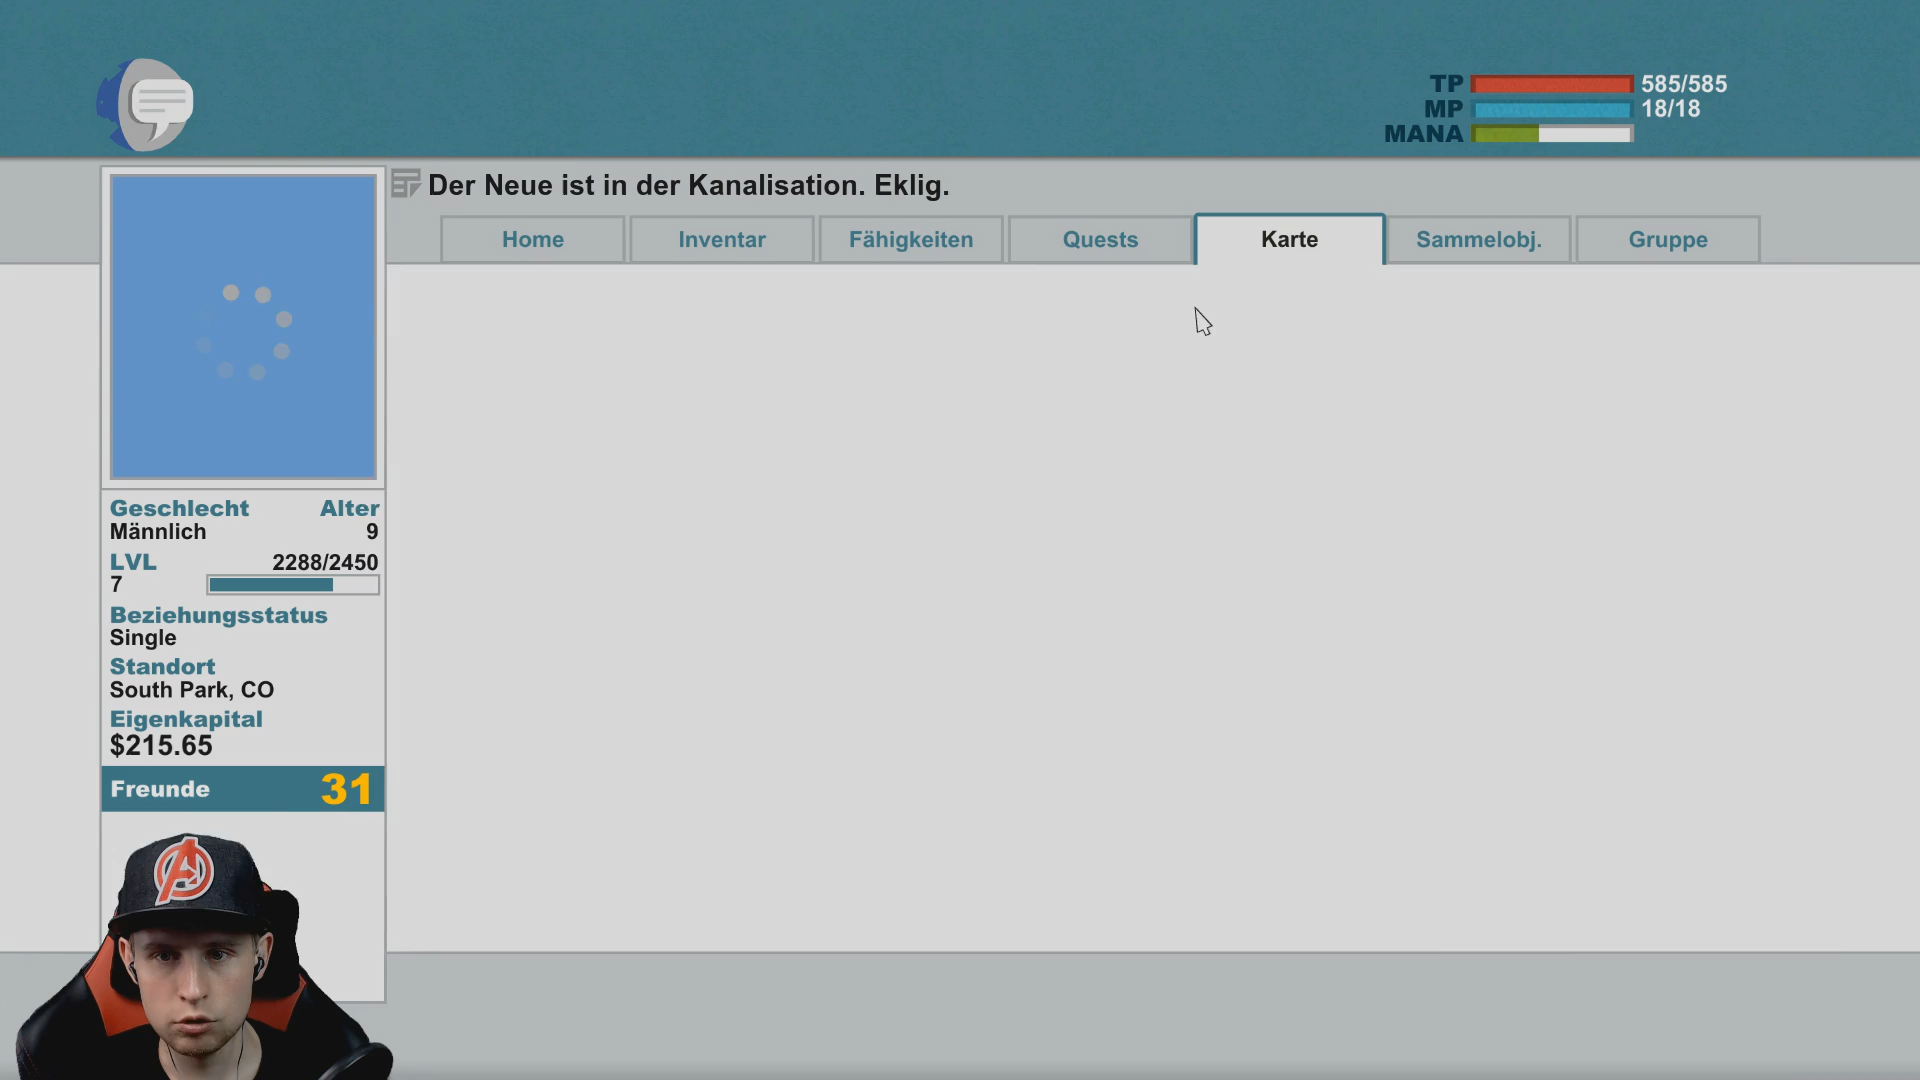 TP 585/585
MP 18/18
MANA
Der Neue ist in der Kanalisation. Eklig.
Home Inventar Fähigkeiten Quests Karte Sammelobj. Gruppe
Geschlecht Alter
Männlich 9
LVL 2288/2450
7
Beziehungsstatus
Single
Standort
South Park, CO
Eigenkapital
$215.65
Freunde 31